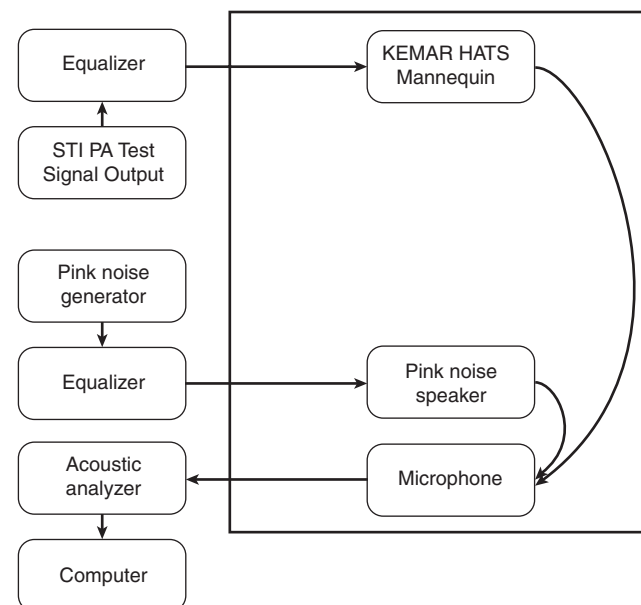 Equalizer
KEMAR HATS
Mannequin
STI PA Test
Signal Output
Pink noise
generator
Equalizer
Pink noise
speaker
Acoustic
analyzer
Microphone
Computer